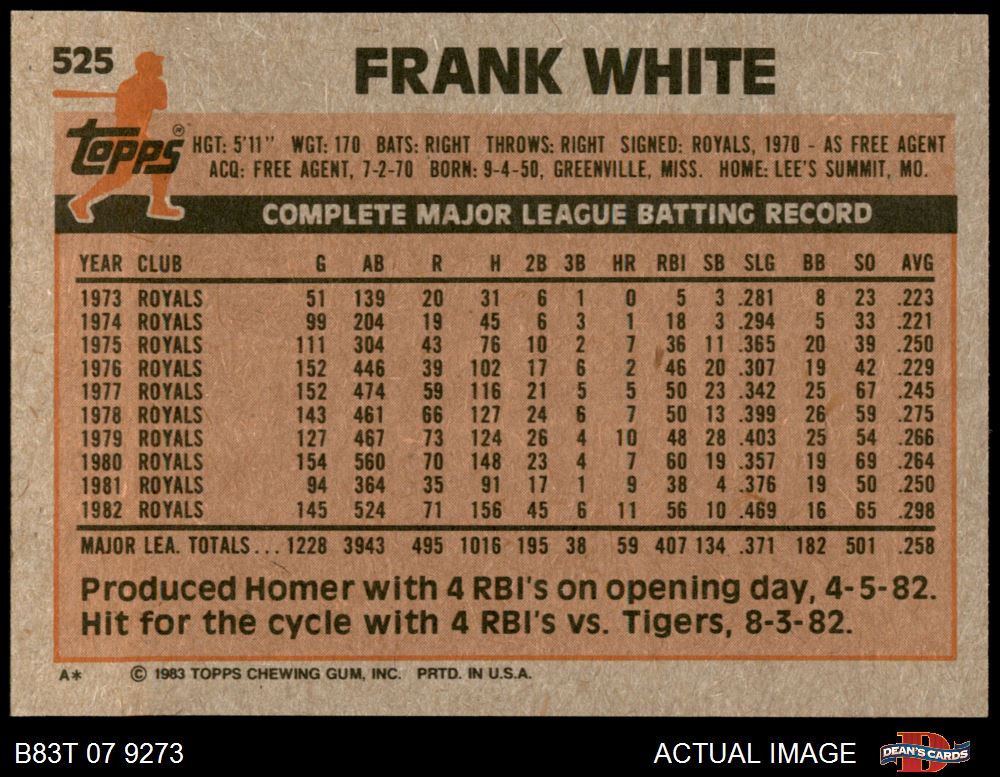 525
FRANK WHITE
Topps®
HGT: 5'11" WGT: 170 BATS: RIGHT THROWS: RIGHT SIGNED: ROYALS, 1970 - AS FREE AGENT
ACQ: FREE AGENT, 7-2-70 BORN: 9-4-50, GREENVILLE, MISS. HOME: LEE'S SUMMIT, MO.
COMPLETE MAJOR LEAGUE BATTING RECORD
YEAR CLUB G AB R H 2B 3B HR RBI SB SLG BB SO AVG
1973 ROYALS 51 139 20 31 6 1 0 5 3 .281 8 23 .223
1974 ROYALS 99 204 19 45 6 3 1 18 3 .294 5 33 .221
1975 ROYALS 111 304 43 76 10 2 7 36 11 .365 20 39 .250
1976 ROYALS 152 446 39 102 17 6 2 46 20 .307 19 42 .229
1977 ROYALS 152 474 59 116 21 5 5 50 23 .342 25 67 .245
1978 ROYALS 143 461 66 127 24 6 7 50 13 .399 26 59 .275
1979 ROYALS 127 467 73 124 26 4 10 48 28 .403 25 54 .266
1980 ROYALS 154 560 70 148 23 4 7 60 19 .357 19 69 .264
1981 ROYALS 94 364 35 91 17 1 9 38 4 .376 19 50 .250
1982 ROYALS 145 524 71 156 45 6 11 56 10 .469 16 65 .298
MAJOR LEA. TOTALS... 1228 3943 495 1016 195 38 59 407 134 .371 182 501 .258
Produced Homer with 4 RBI's on opening day, 4-5-82.
Hit for the cycle with 4 RBI's vs. Tigers, 8-3-82.
A* © 1983 TOPPS CHEWING GUM, INC. PRTD. IN U.S.A.
B83T 07 9273 ACTUAL IMAGE DEAN'S CARDS